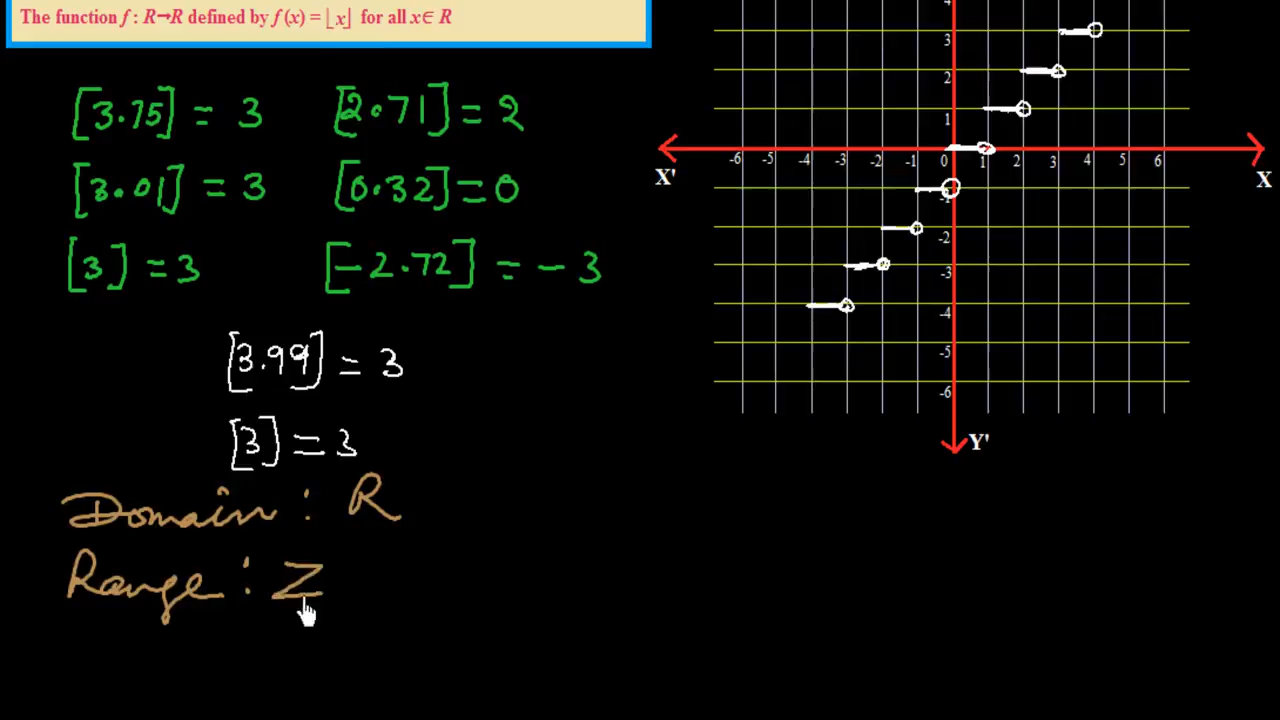 The function f : R→R defined by f (x) = ⌊x⌋ for all x∈ R
[3.75] = 3 [2.71] = 2
[3.01] = 3 [0.32] = 0
[3] = 3 [-2.72] = -3
[3.99] = 3
[3] = 3
Domain : R
Range : Z
4
3
2
1
X' -6 -5 -4 -3 -2 -1 0 1 2 3 4 5 6 X
-1
-2
-3
-4
-5
-6
Y'